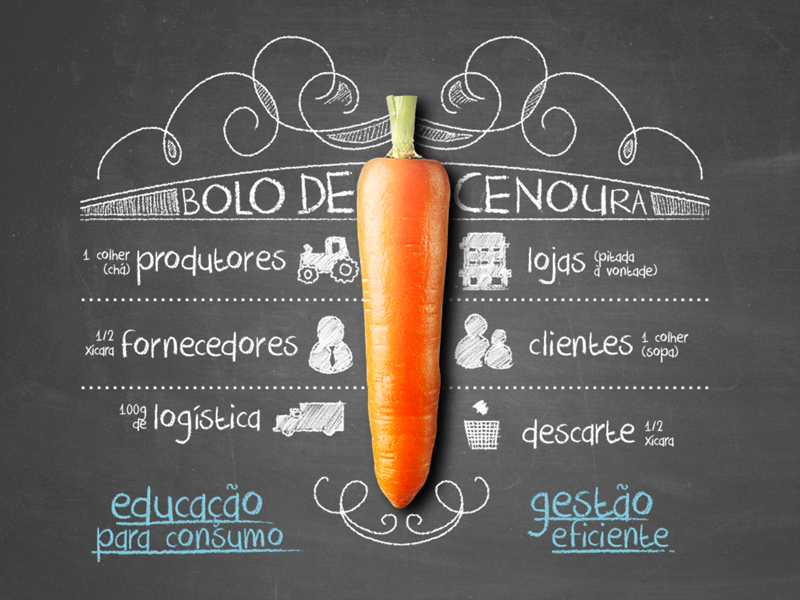 BOLO DE CENOURA
1 colher
(chá)
produtores
lojas
(pitada
à vontade)
1/2
xícara
fornecedores
clientes
1 colher
(sopa)
100g
de
logística
descarte
1/2
xícara
educação
para consumo
gestão
eficiente